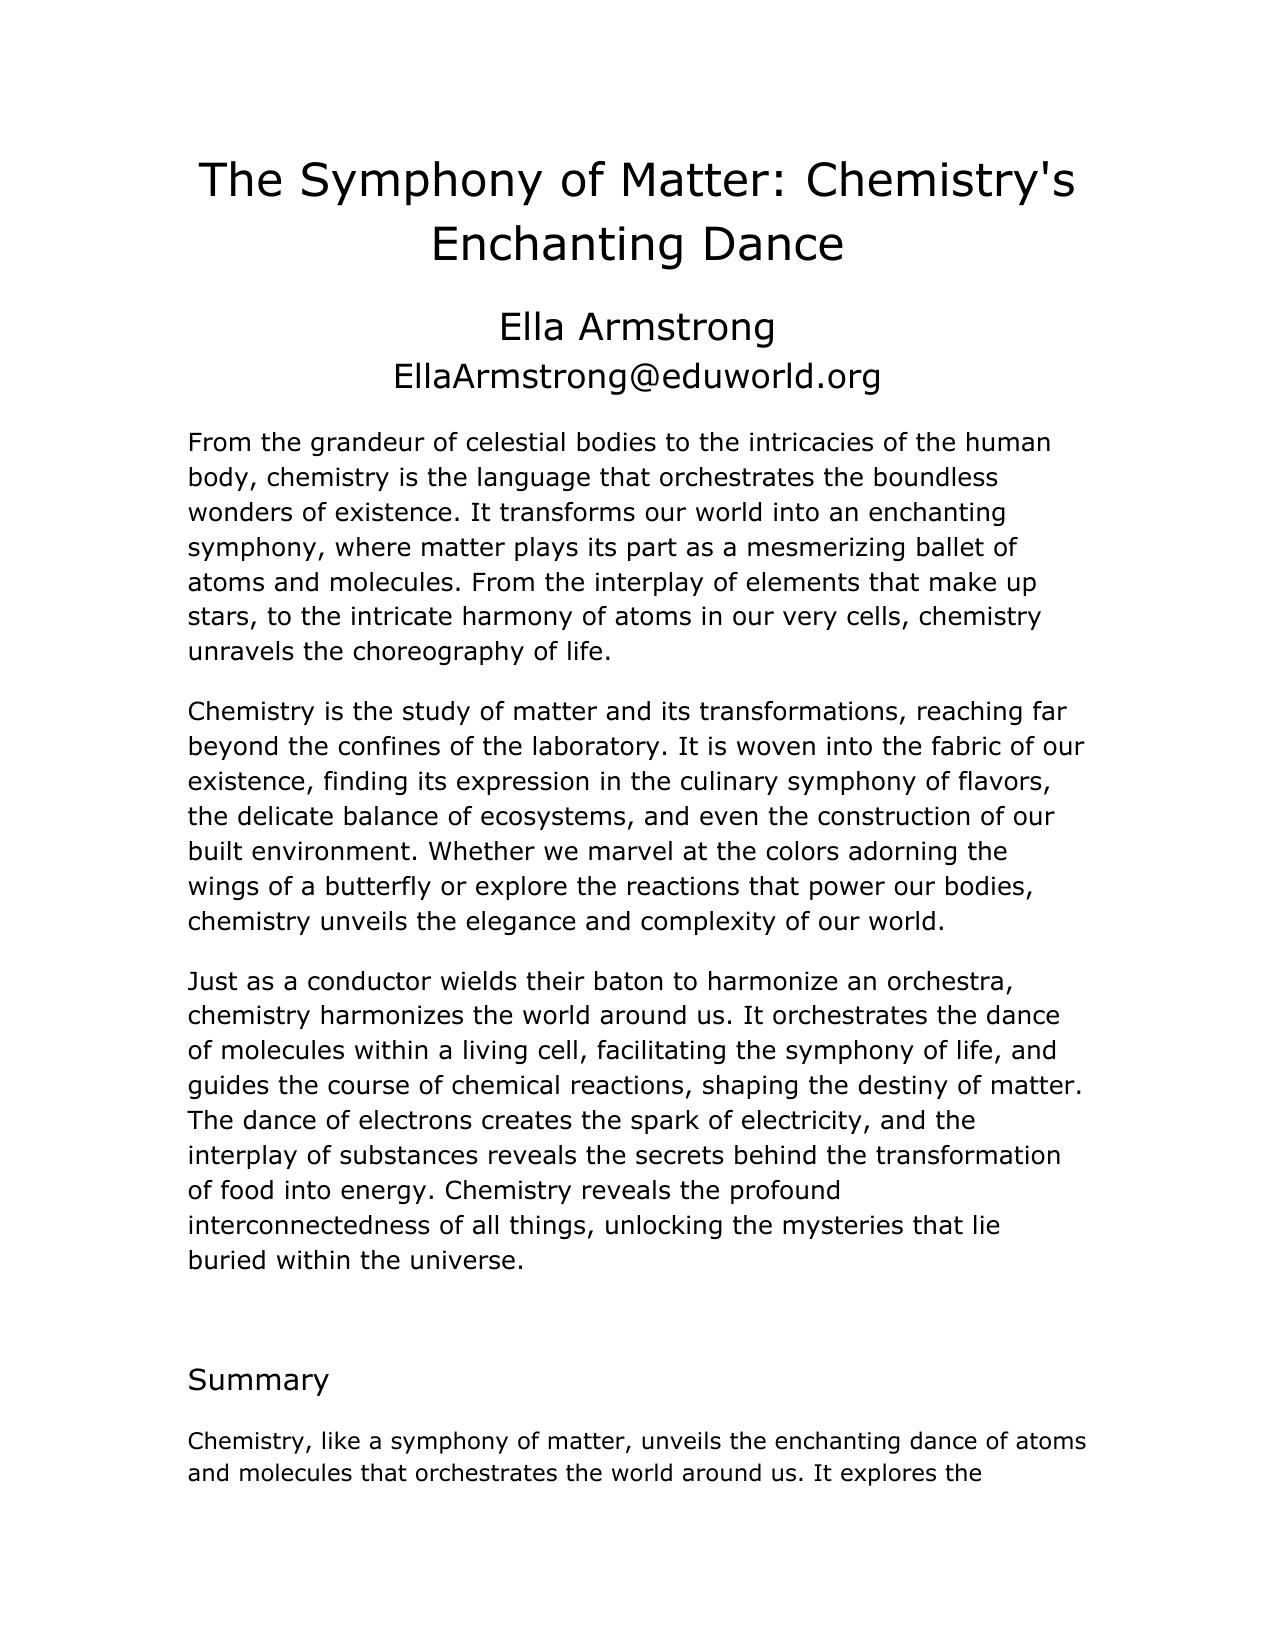 The Symphony of Matter: Chemistry's
Enchanting Dance
Ella Armstrong
EllaArmstrong@eduworld.org
From the grandeur of celestial bodies to the intricacies of the human
body, chemistry is the language that orchestrates the boundless
wonders of existence. It transforms our world into an enchanting
symphony, where matter plays its part as a mesmerizing ballet of
atoms and molecules. From the interplay of elements that make up
stars, to the intricate harmony of atoms in our very cells, chemistry
unravels the choreography of life.
Chemistry is the study of matter and its transformations, reaching far
beyond the confines of the laboratory. It is woven into the fabric of our
existence, finding its expression in the culinary symphony of flavors,
the delicate balance of ecosystems, and even the construction of our
built environment. Whether we marvel at the colors adorning the
wings of a butterfly or explore the reactions that power our bodies,
chemistry unveils the elegance and complexity of our world.
Just as a conductor wields their baton to harmonize an orchestra,
chemistry harmonizes the world around us. It orchestrates the dance
of molecules within a living cell, facilitating the symphony of life, and
guides the course of chemical reactions, shaping the destiny of matter.
The dance of electrons creates the spark of electricity, and the
interplay of substances reveals the secrets behind the transformation
of food into energy. Chemistry reveals the profound
interconnectedness of all things, unlocking the mysteries that lie
buried within the universe.
Summary
Chemistry, like a symphony of matter, unveils the enchanting dance of atoms
and molecules that orchestrates the world around us. It explores the